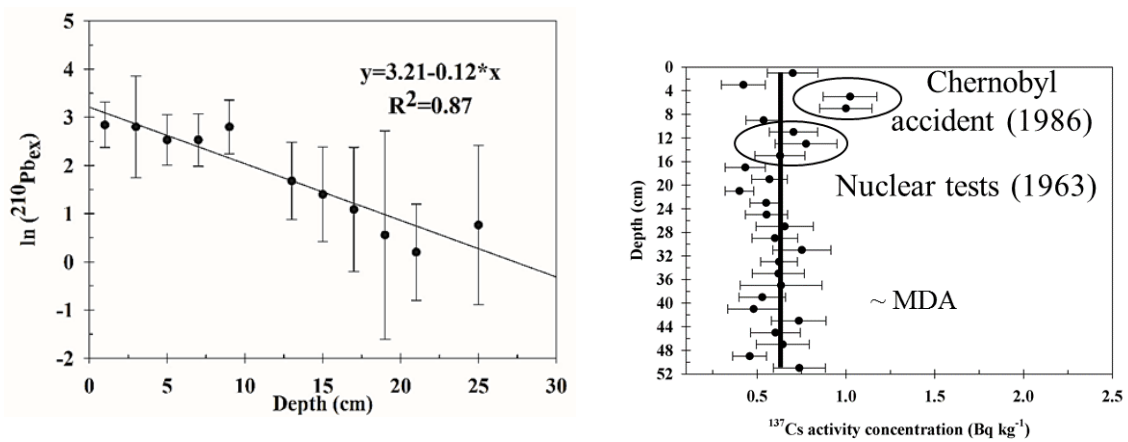 5
4
3
2
1
0
-1
-2
ln (²¹⁰Pbₑₓ)
y=3.21-0.12*x
R²=0.87
0 5 10 15 20 25 30
Depth (cm)
0
4
8
12
16
20
24
28
32
36
40
44
48
52
Depth (cm)
Chernobyl
accident (1986)
Nuclear tests (1963)
~ MDA
0.5 1.0 1.5 2.0 2.5
¹³⁷Cs activity concentration (Bq kg⁻¹)